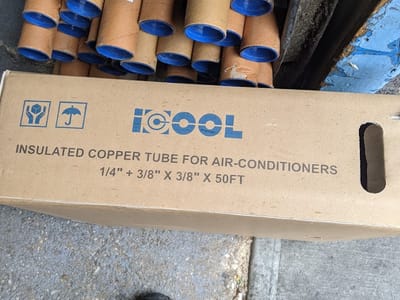 ICOOL
INSULATED COPPER TUBE FOR AIR-CONDITIONERS
1/4" + 3/8" X 3/8" X 50FT